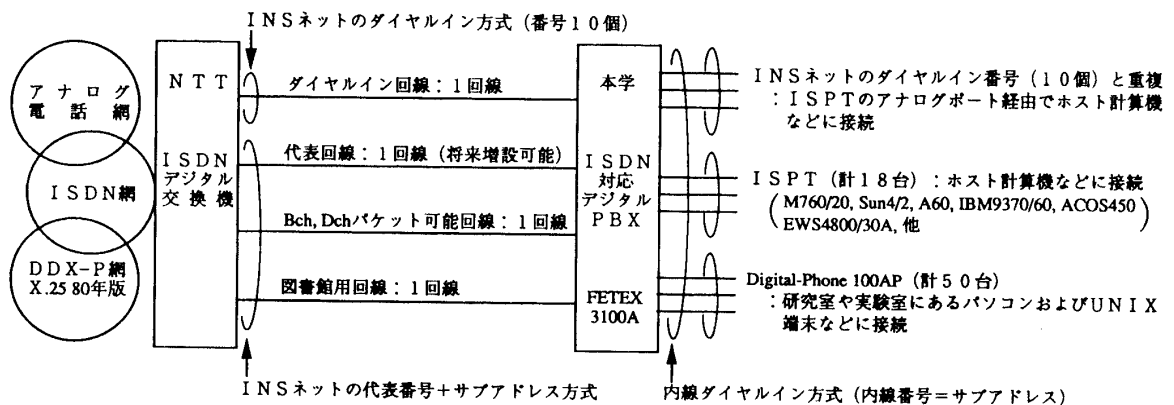 INSネットのダイヤルイン方式（番号10個）
アナログ
電話網
ISDN網
DDX-P網
X.25 80年版
NTT
ISDN
デジタル
交換機
ダイヤルイン回線：1回線
代表回線：1回線（将来増設可能）
Bch, Dchパケット可能回線：1回線
図書館用回線：1回線
本学
ISDN
対応
デジタル
PBX
FETEX
3100A
INSネットのダイヤルイン番号（10個）と重複
：ISPTのアナログポート経由でホスト計算機
などに接続
ISPT（計18台）：ホスト計算機などに接続
(M760/20, Sun4/2, A60, IBM9370/60, ACOS450
EWS4800/30A, 他)
Digital-Phone 100AP（計50台）
：研究室や実験室にあるパソコンおよびUNIX
端末などに接続
INSネットの代表番号+サブアドレス方式
内線ダイヤルイン方式（内線番号=サブアドレス）